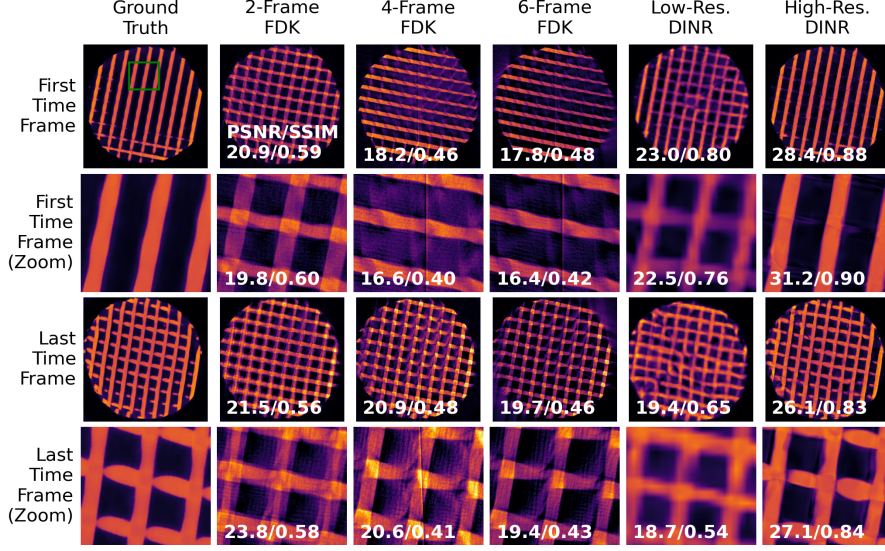 Ground Truth
2-Frame FDK
4-Frame FDK
6-Frame FDK
Low-Res. DINR
High-Res. DINR
First Time Frame
PSNR/SSIM
20.9/0.59
18.2/0.46
17.8/0.48
23.0/0.80
28.4/0.88
First Time Frame (Zoom)
19.8/0.60
16.6/0.40
16.4/0.42
22.5/0.76
31.2/0.90
Last Time Frame
21.5/0.56
20.9/0.48
19.7/0.46
19.4/0.65
26.1/0.83
Last Time Frame (Zoom)
23.8/0.58
20.6/0.41
19.4/0.43
18.7/0.54
27.1/0.84